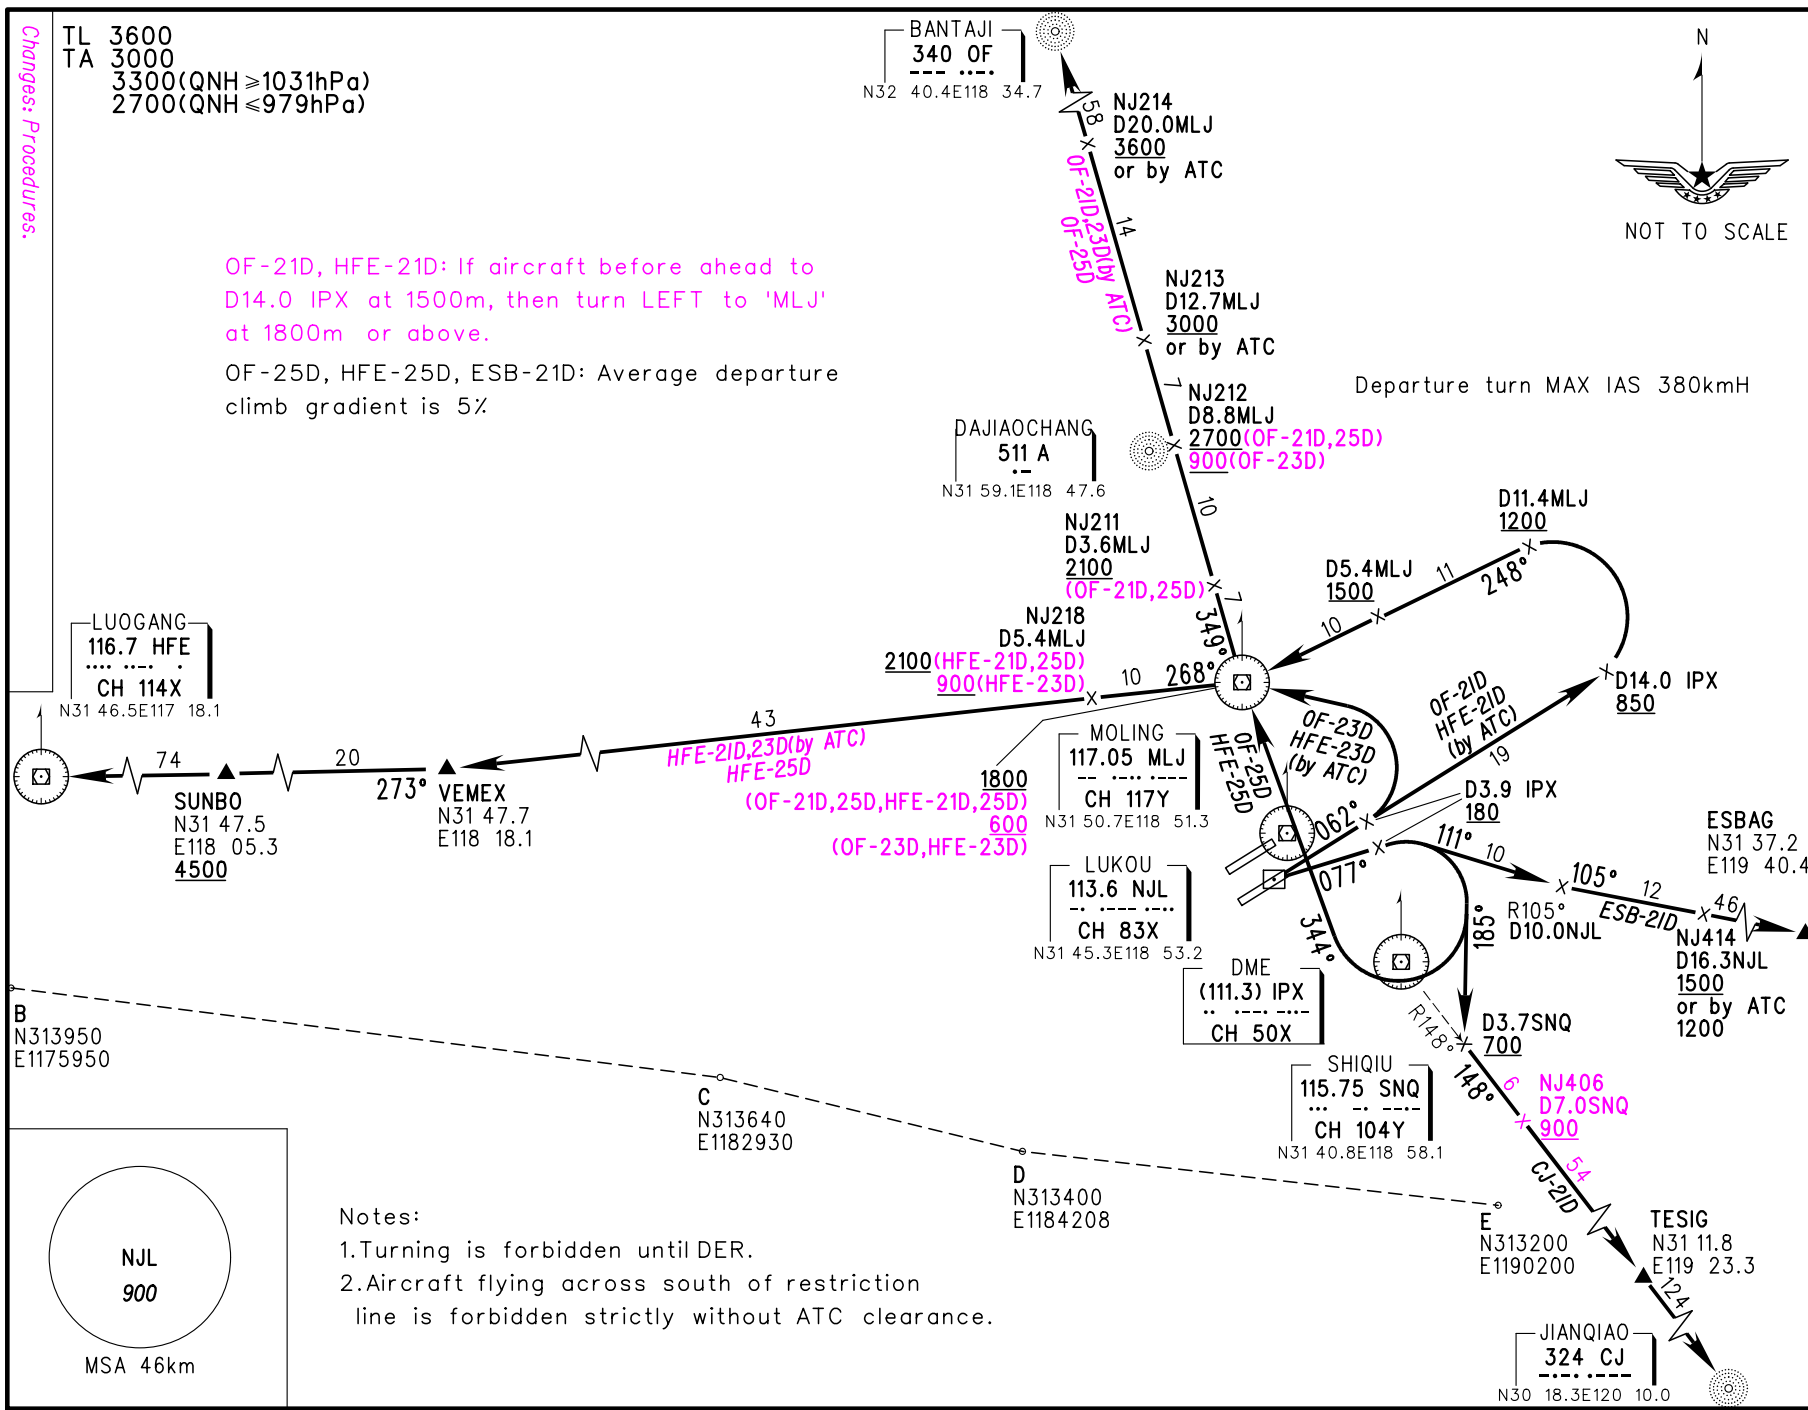 Changes: Procedures.
TL 3600
TA 3000
3300(QNH ≥1031hPa)
2700(QNH ≤979hPa)
BANTAJI
340 OF
N32 40.4E118 34.7
N
NOT TO SCALE
58
NJ214
D20.0MLJ
3600
or by ATC
OF-21D,23D(by ATC)
OF-25D
14
OF-21D, HFE-21D: If aircraft before ahead to
D14.0 IPX at 1500m, then turn LEFT to 'MLJ'
at 1800m or above.
OF-25D, HFE-25D, ESB-21D: Average departure
climb gradient is 5%
NJ213
D12.7MLJ
3000
or by ATC
7
Departure turn MAX IAS 380kmH
NJ212
D8.8MLJ
2700(OF-21D,25D)
900(OF-23D)
DAJIAOCHANG
511 A
N31 59.1E118 47.6
10
NJ211
D3.6MLJ
2100
(OF-21D,25D)
7
349°
D11.4MLJ
1200
248°
11
D5.4MLJ
1500
10
D14.0 IPX
850
NJ218
D5.4MLJ
2100(HFE-21D,25D)
900(HFE-23D)
10
268°
LUOGANG
116.7 HFE
CH 114X
N31 46.5E117 18.1
43
HFE-21D,23D(by ATC)
HFE-25D
74
20
273°
SUNBO
N31 47.5
E118 05.3
4500
VEMEX
N31 47.7
E118 18.1
1800
(OF-21D,25D,HFE-21D,25D)
600
(OF-23D,HFE-23D)
MOLING
117.05 MLJ
CH 117Y
N31 50.7E118 51.3
OF-25D
HFE-25D
OF-23D
HFE-23D
(by ATC)
OF-21D
HFE-21D
(by ATC)
19
062°
D3.9 IPX
180
077°
111°
10
105°
12
ESB-21D
46
R105°
D10.0NJL
ESBAG
N31 37.2
E119 40.4
NJ414
D16.3NJL
1500
or by ATC
1200
LUKOU
113.6 NJL
CH 83X
N31 45.3E118 53.2
344°
185°
DME
(111.3) IPX
CH 50X
R148°
D3.7SNQ
700
148°
SHIQIU
115.75 SNQ
CH 104Y
N31 40.8E118 58.1
6
NJ406
D7.0SNQ
900
54
CJ-21D
TESIG
N31 11.8
E119 23.3
124
JIANQIAO
324 CJ
N30 18.3E120 10.0
B
N313950
E1175950
C
N313640
E1182930
D
N313400
E1184208
E
N313200
E1190200
NJL
900
MSA 46km
Notes:
1.Turning is forbidden until DER.
2.Aircraft flying across south of restriction
line is forbidden strictly without ATC clearance.